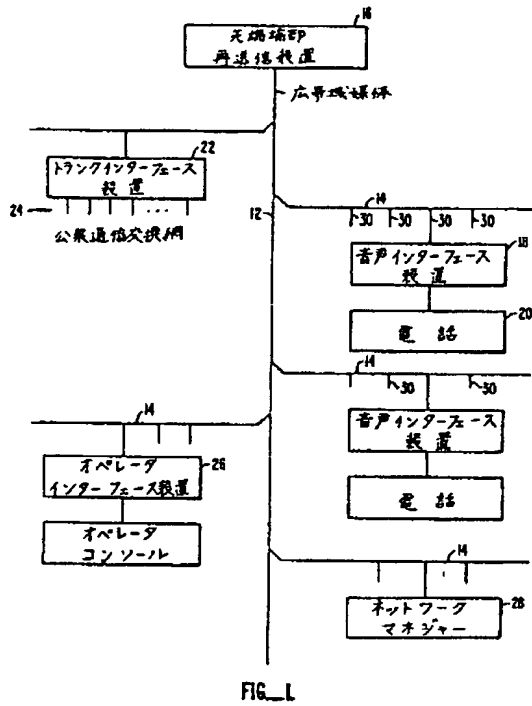 16
先端端部
再送信装置
広帯域媒体
22
トランクインターフェース
装置
24
公衆通信交換網
12
14
30 30 30 30
18
音声インターフェース
装置
20
電話
14
30 30
音声インターフェース
装置
電話
14
26
オペレータ
インターフェース装置
オペレータ
コンソール
14
28
ネットワーク
マネジャー
FIG_1.